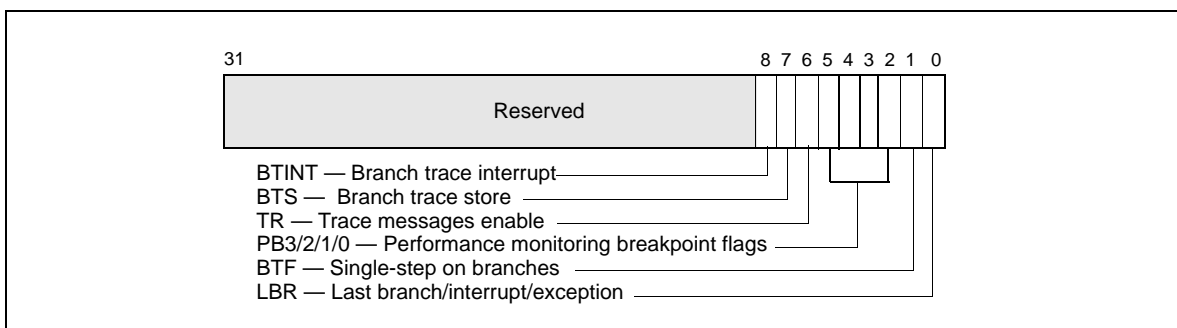 31 8 7 6 5 4 3 2 1 0
Reserved
BTINT — Branch trace interrupt
BTS — Branch trace store
TR — Trace messages enable
PB3/2/1/0 — Performance monitoring breakpoint flags
BTF — Single-step on branches
LBR — Last branch/interrupt/exception